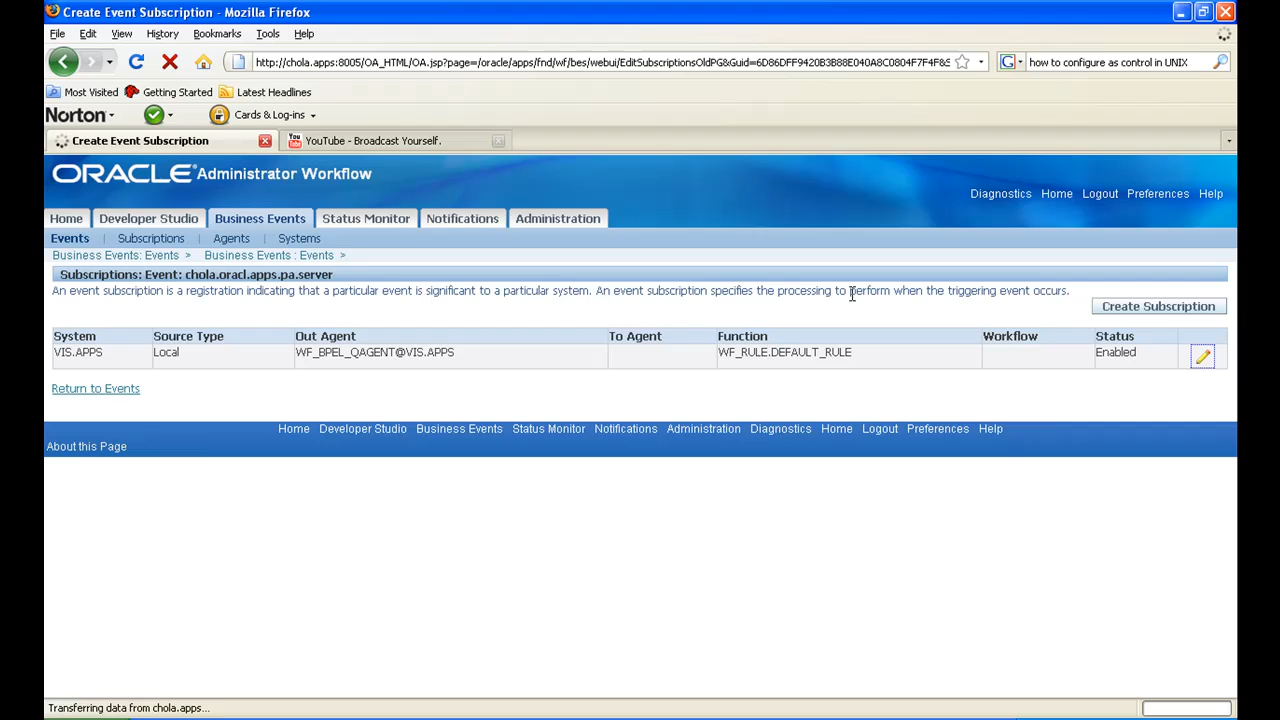 Create Event Subscription - Mozilla Firefox
File Edit View History Bookmarks Tools Help
http://chola.apps:8005/OA_HTML/OA.jsp?page=/oracle/apps/fnd/wf/bes/webui/EditSubscriptionsOldPG&Guid=6D86DFF9420B3B88E040A8C0804F7F4F& how to configure as control in UNIX
Most Visited Getting Started Latest Headlines
Norton Cards & Log-ins
Create Event Subscription YouTube - Broadcast Yourself.
ORACLE Administrator Workflow
Diagnostics Home Logout Preferences Help
Home Developer Studio Business Events Status Monitor Notifications Administration
Events | Subscriptions | Agents | Systems
Business Events: Events > Business Events : Events >
Subscriptions: Event: chola.oracl.apps.pa.server
An event subscription is a registration indicating that a particular event is significant to a particular system. An event subscription specifies the processing to perform when the triggering event occurs.
Create Subscription
System Source Type Out Agent To Agent Function Workflow Status
VIS.APPS Local WF_BPEL_QAGENT@VIS.APPS WF_RULE.DEFAULT_RULE Enabled
Return to Events
Home Developer Studio Business Events Status Monitor Notifications Administration Diagnostics Home Logout Preferences Help
About this Page
Transferring data from chola.apps...